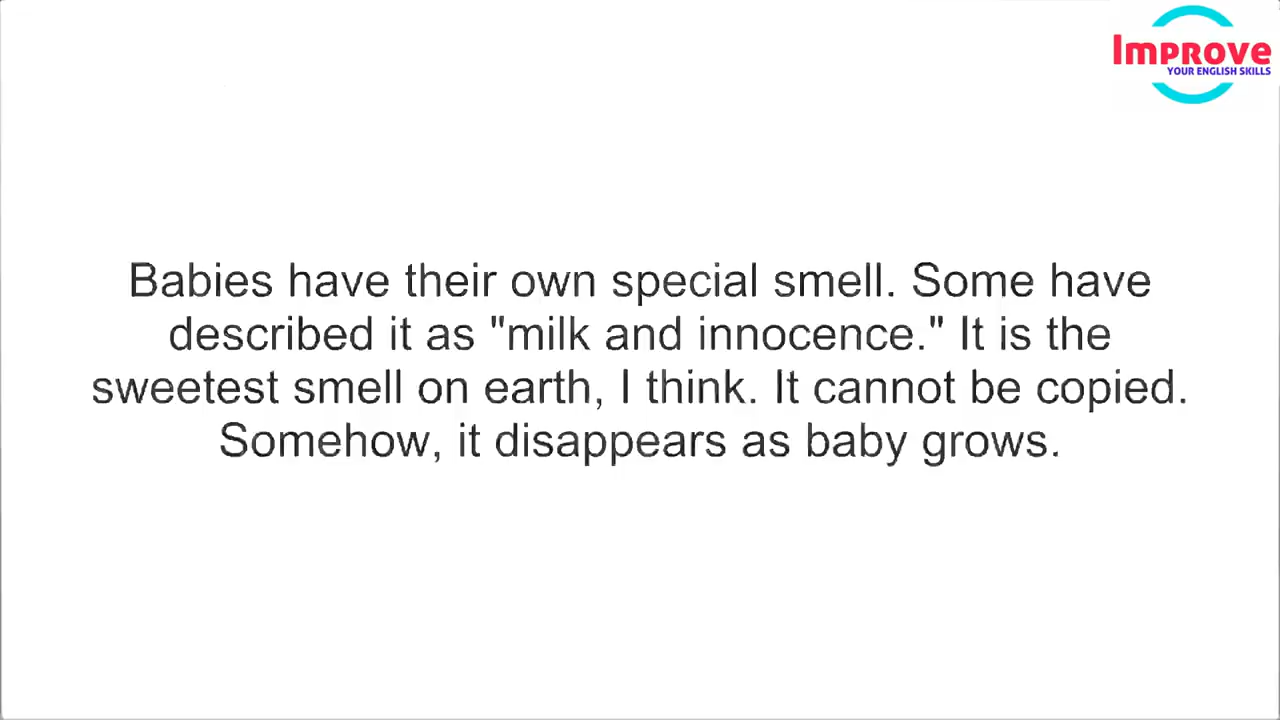 Improve
YOUR ENGLISH SKILLS
Babies have their own special smell. Some have
described it as "milk and innocence." It is the
sweetest smell on earth, I think. It cannot be copied.
Somehow, it disappears as baby grows.